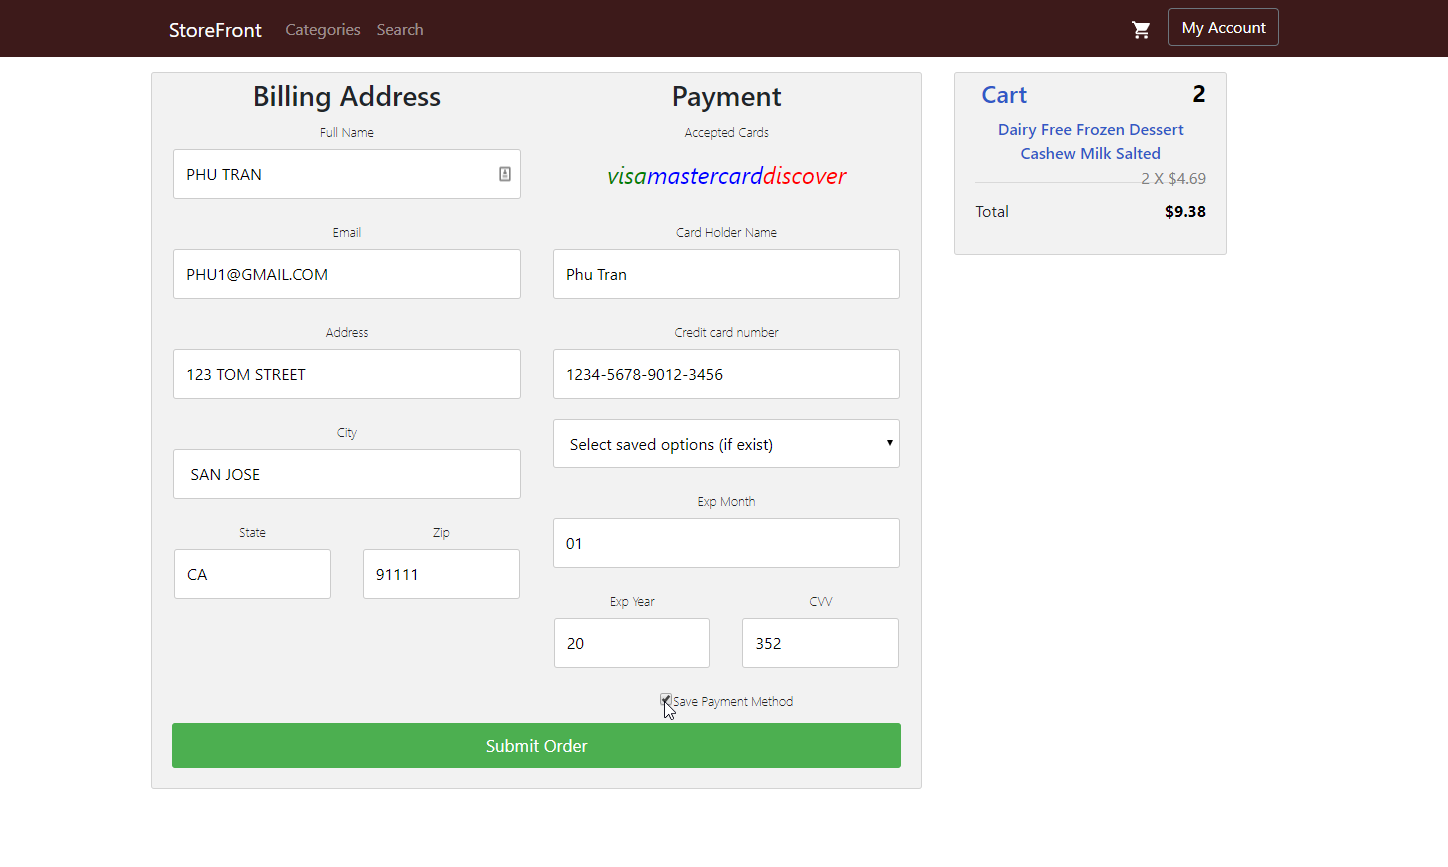 StoreFront Categories Search My Account
Billing Address
Full Name
PHU TRAN
Email
PHU1@GMAIL.COM
Address
123 TOM STREET
City
SAN JOSE
State Zip
CA 91111
Payment
Accepted Cards
visamastercarddiscover
Card Holder Name
Phu Tran
Credit card number
1234-5678-9012-3456
Select saved options (if exist)
Exp Month
01
Exp Year CVV
20 352
Save Payment Method
Submit Order
Cart 2
Dairy Free Frozen Dessert
Cashew Milk Salted
2 X $4.69
Total $9.38